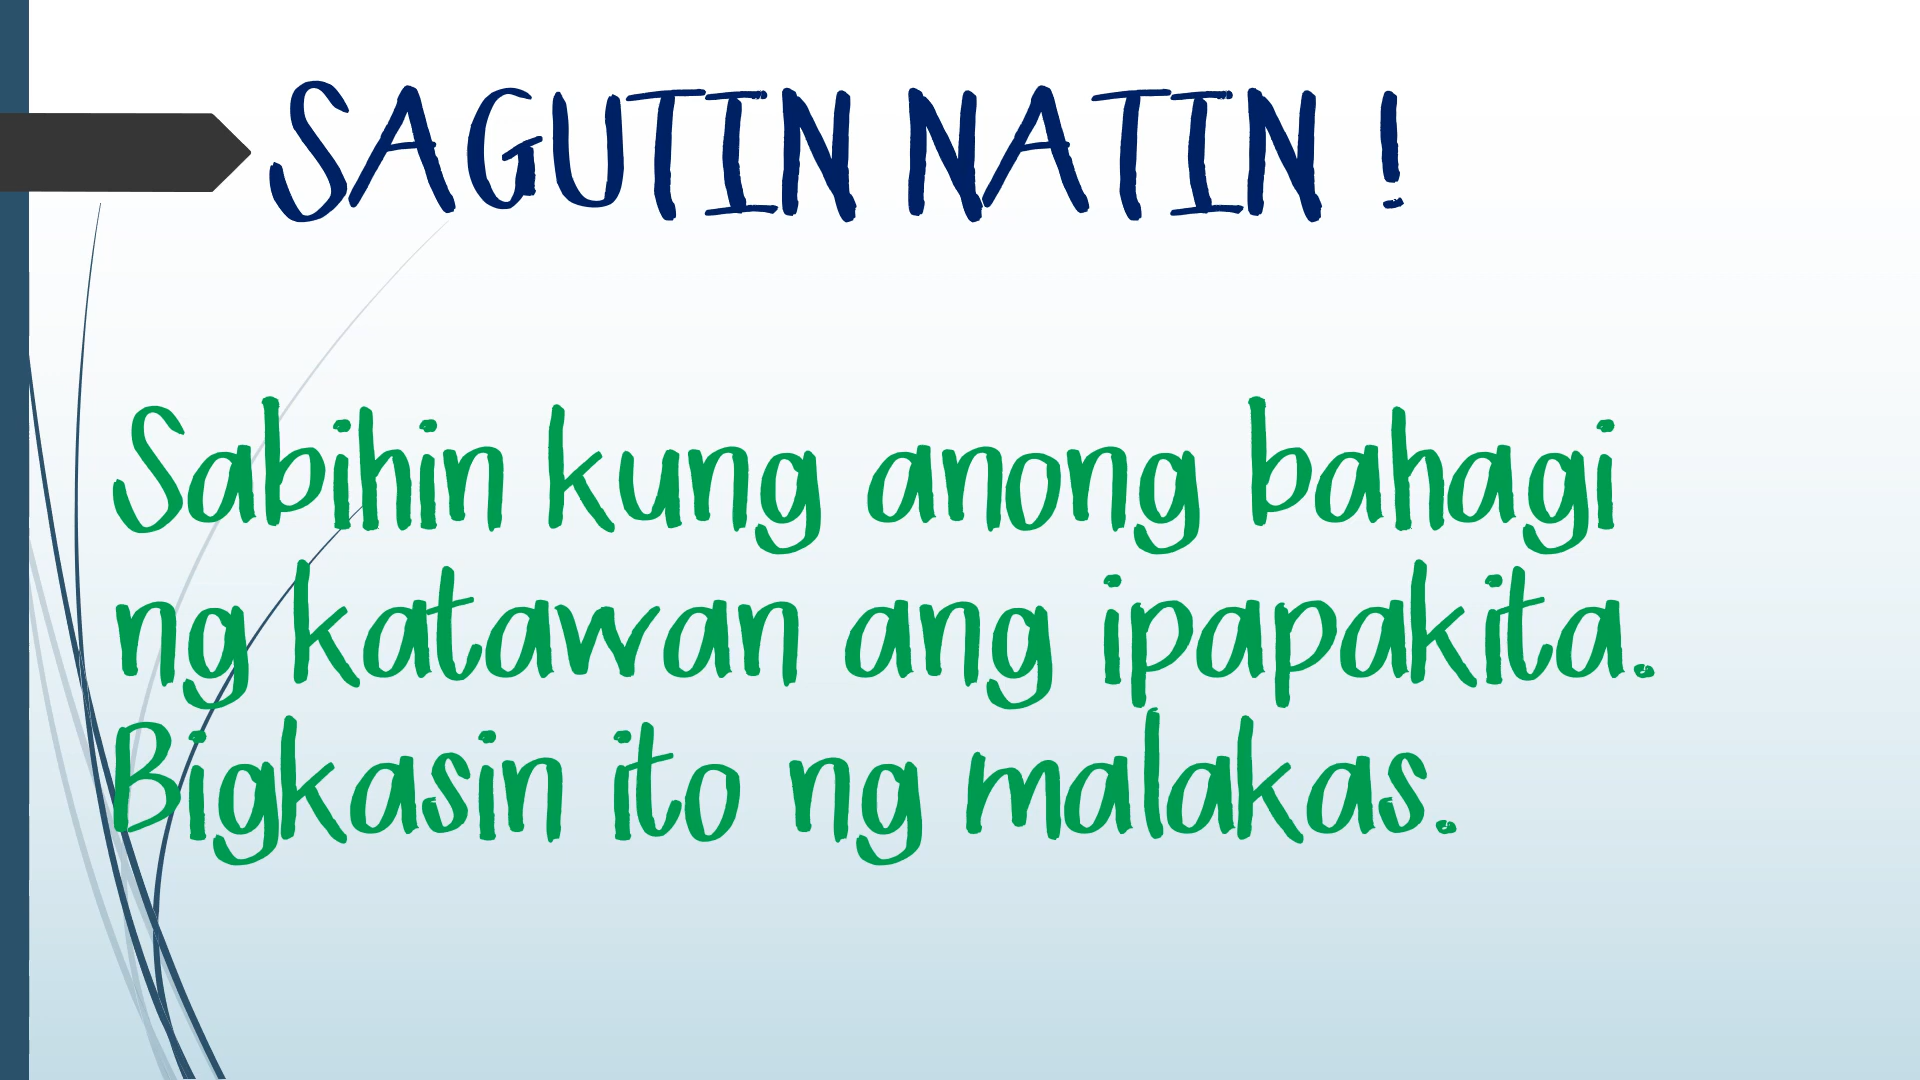 SAGUTIN NATIN !
Sabihin kung anong bahagi
ng katawan ang ipapakita.
Bigkasin ito ng malakas.